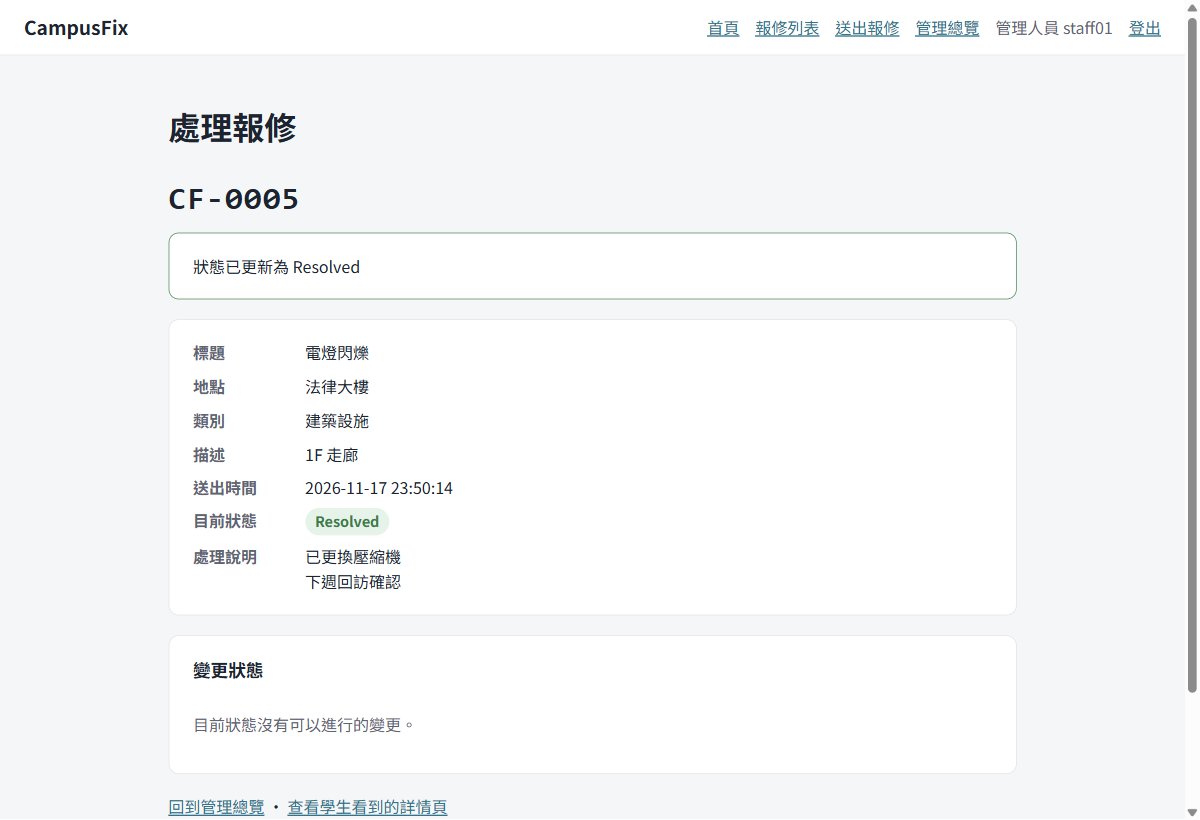 CampusFix
首頁 報修列表 送出報修 管理總覽 管理人員 staff01 登出
處理報修
CF-0005
狀態已更新為 Resolved
標題 電燈閃爍
地點 法律大樓
類別 建築設施
描述 1F 走廊
送出時間 2026-11-17 23:50:14
目前狀態 Resolved
處理說明 已更換壓縮機
下週回訪確認
變更狀態
目前狀態沒有可以進行的變更。
回到管理總覽 · 查看學生看到的詳情頁